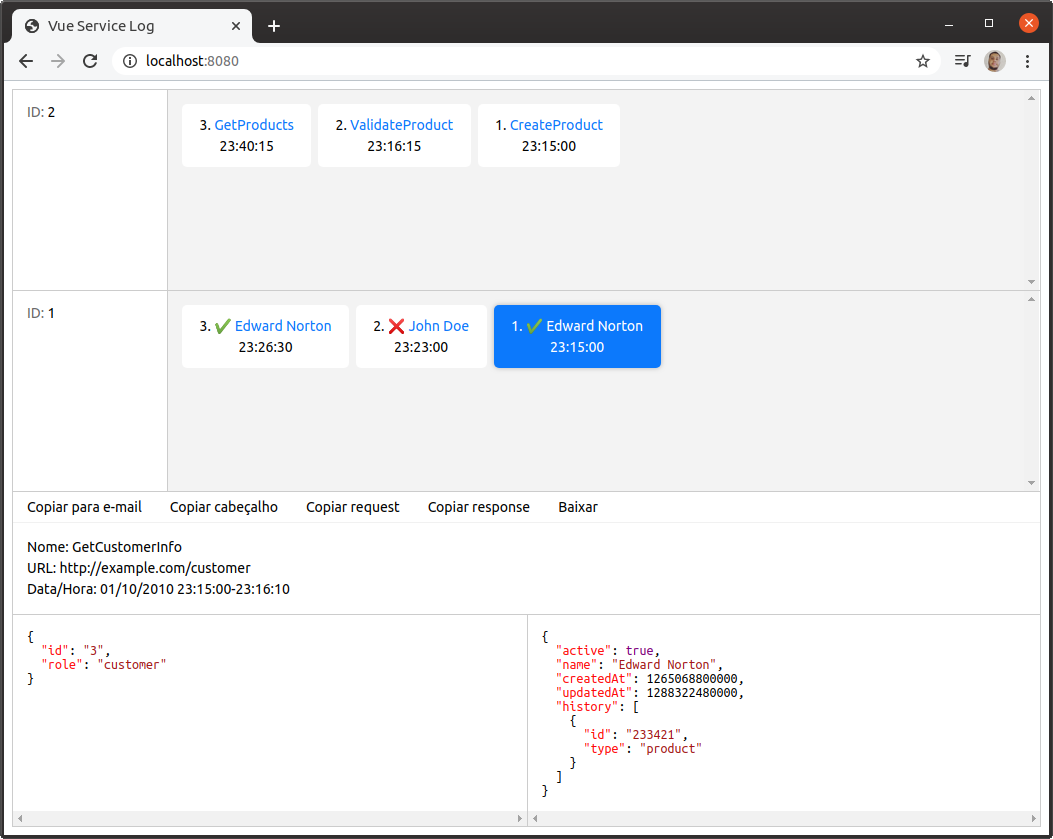 Vue Service Log
localhost:8080
ID: 2
3. GetProducts
23:40:15
2. ValidateProduct
23:16:15
1. CreateProduct
23:15:00
ID: 1
3. ✔ Edward Norton
23:26:30
2. ❌ John Doe
23:23:00
1. ✔ Edward Norton
23:15:00
Copiar para e-mail
Copiar cabeçalho
Copiar request
Copiar response
Baixar
Nome: GetCustomerInfo
URL: http://example.com/customer
Data/Hora: 01/10/2010 23:15:00-23:16:10
{
  "id": "3",
  "role": "customer"
}
{
  "active": true,
  "name": "Edward Norton",
  "createdAt": 1265068800000,
  "updatedAt": 1288322480000,
  "history": [
    {
      "id": "233421",
      "type": "product"
    }
  ]
}